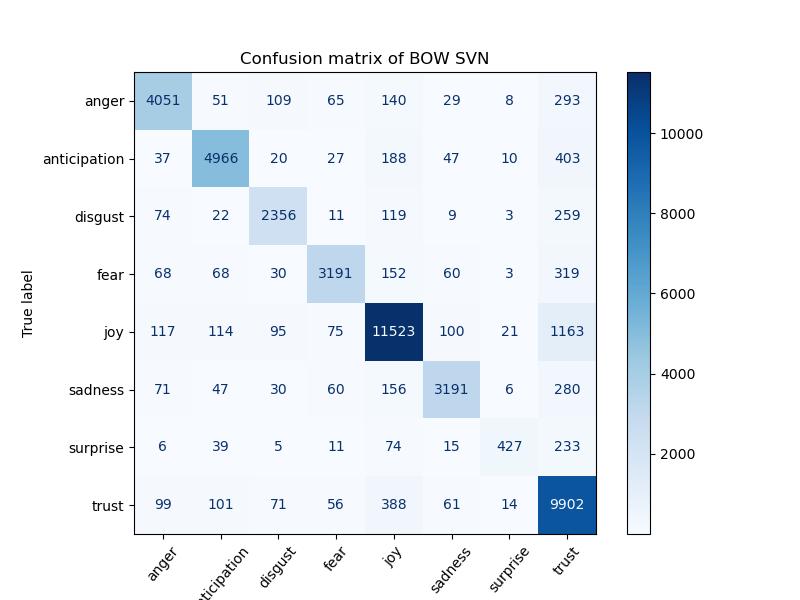 Confusion matrix of BOW SVN
anger 4051 51 109 65 140 29 8 293
anticipation 37 4966 20 27 188 47 10 403
disgust 74 22 2356 11 119 9 3 259
fear 68 68 30 3191 152 60 3 319
joy 117 114 95 75 11523 100 21 1163
sadness 71 47 30 60 156 3191 6 280
surprise 6 39 5 11 74 15 427 233
trust 99 101 71 56 388 61 14 9902
anger ticipation disgust fear joy sadness surprise trust
True label
10000
8000
6000
4000
2000